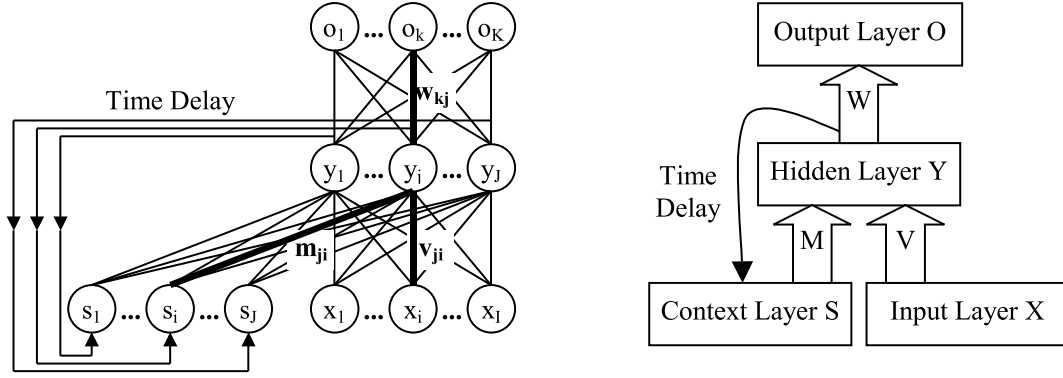 o1 ... ok ... oK
Time Delay
wkj
y1 ... yj ... yJ
mji
vji
s1 ... si ... sJ
x1 ... xi ... xI
Output Layer O
W
Hidden Layer Y
Time
Delay
M
V
Context Layer S
Input Layer X